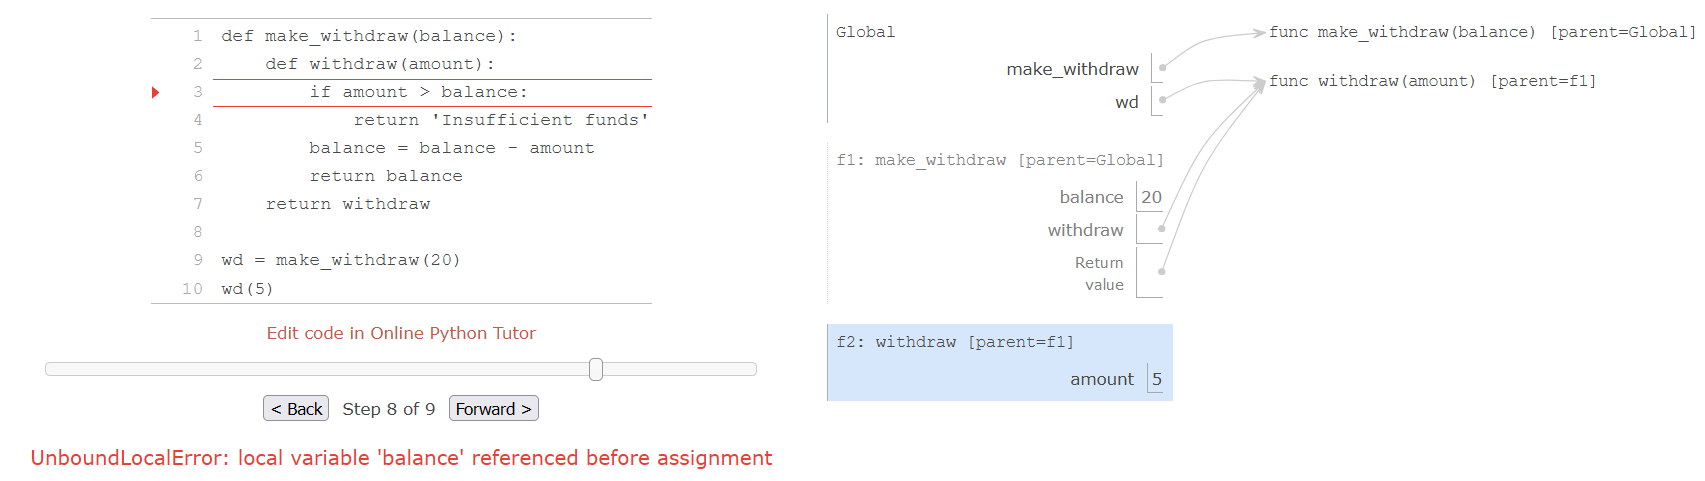 1 def make_withdraw(balance):
2     def withdraw(amount):
3         if amount > balance:
4             return 'Insufficient funds'
5         balance = balance - amount
6         return balance
7     return withdraw
8
9 wd = make_withdraw(20)
10 wd(5)
Edit code in Online Python Tutor
< Back Step 8 of 9 Forward >
UnboundLocalError: local variable 'balance' referenced before assignment
Global
make_withdraw
wd
func make_withdraw(balance) [parent=Global]
func withdraw(amount) [parent=f1]
f1: make_withdraw [parent=Global]
balance 20
withdraw
Return
value
f2: withdraw [parent=f1]
amount 5